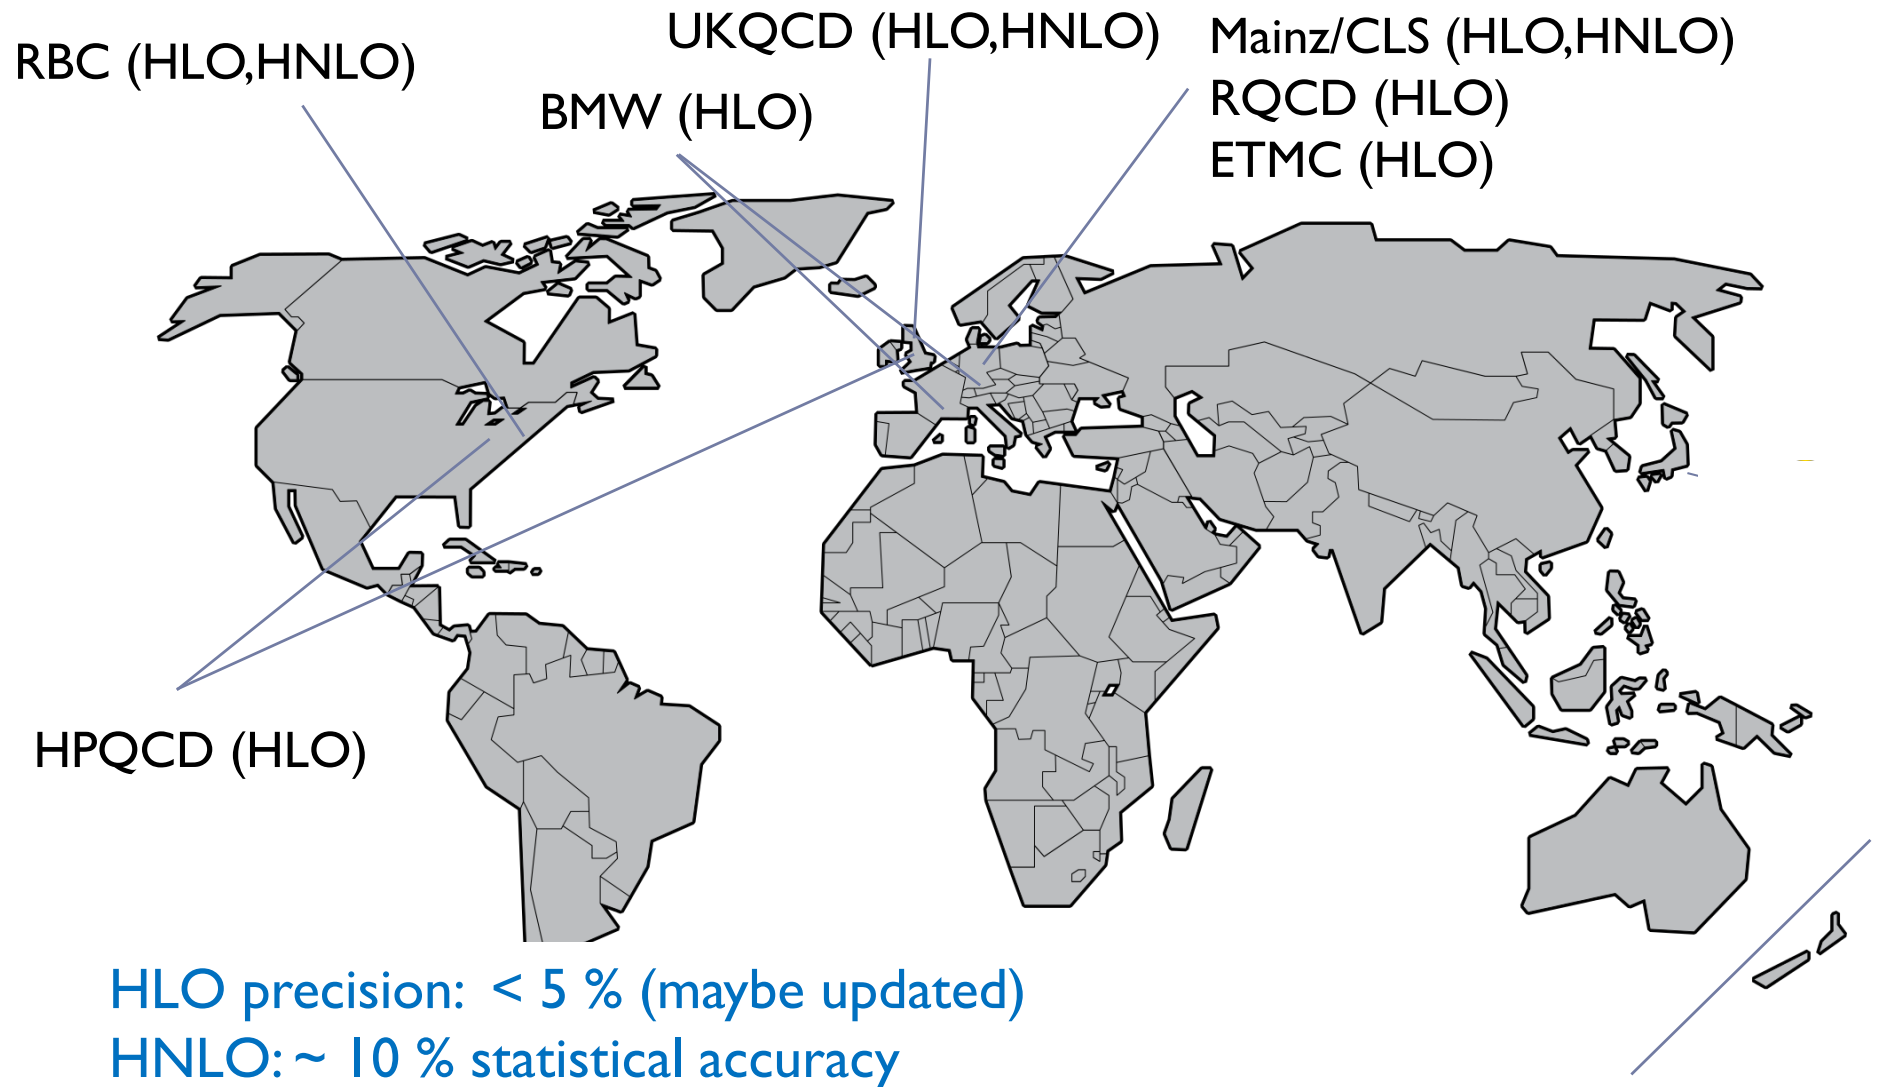 UKQCD (HLO,HNLO)
Mainz/CLS (HLO,HNLO)
RBC (HLO,HNLO)
BMW (HLO)
RQCD (HLO)
ETMC (HLO)
HPQCD (HLO)
HLO precision: < 5 % (maybe updated)
HNLO: ~ 10 % statistical accuracy